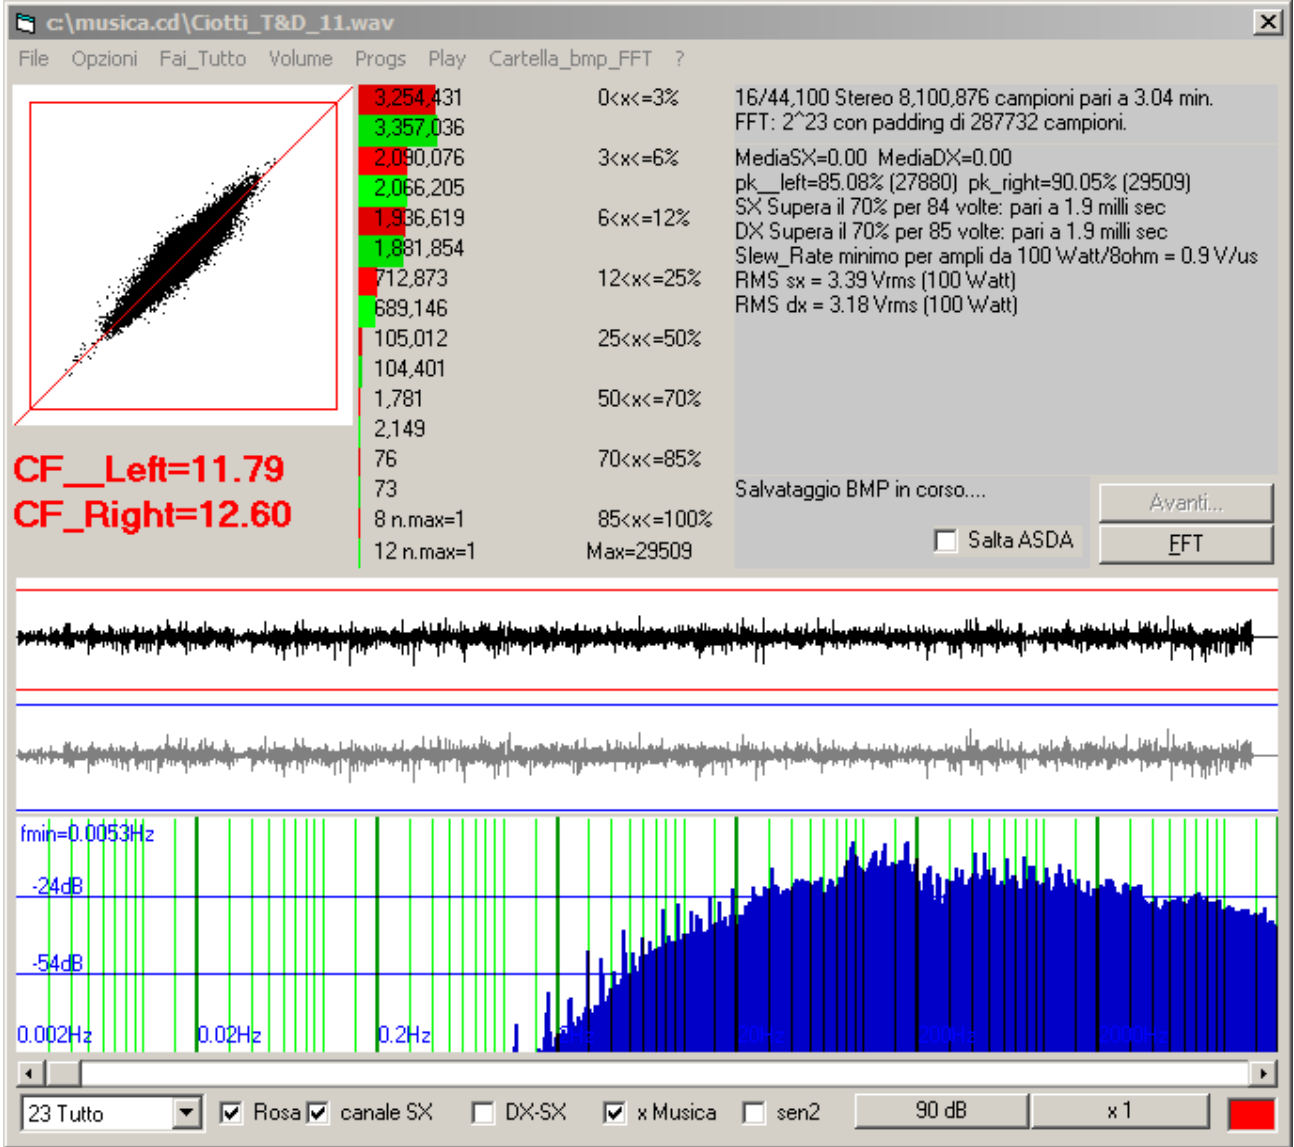 c:\musica.cd\Ciotti_T&D_11.wav
File Opzioni Fai_Tutto Volume Progs Play Cartella_bmp_FFT ?
3,254,431 0<x<=3%
3,357,036
2,090,076 3<x<=6%
2,066,205
1,936,619 6<x<=12%
1,881,854
712,873 12<x<=25%
689,146
105,012 25<x<=50%
104,401
1,781 50<x<=70%
2,149
76 70<x<=85%
73
8 n.max=1 85<x<=100%
12 n.max=1 Max=29509
16/44,100 Stereo 8,100,876 campioni pari a 3.04 min.
FFT: 2^23 con padding di 287732 campioni.
MediaSX=0.00 MediaDX=0.00
pk__left=85.08% (27880) pk_right=90.05% (29509)
SX Supera il 70% per 84 volte: pari a 1.9 milli sec
DX Supera il 70% per 85 volte: pari a 1.9 milli sec
Slew_Rate minimo per ampli da 100 Watt/8ohm = 0.9 V/us
RMS sx = 3.39 Vrms (100 Watt)
RMS dx = 3.18 Vrms (100 Watt)
CF__Left=11.79
CF_Right=12.60
Salvataggio BMP in corso....
Avanti...
Salta ASDA
FFT
fmin=0.0053Hz
-24dB
-54dB
0.002Hz 0.02Hz 0.2Hz 2Hz 20Hz 200Hz 2000Hz
23 Tutto Rosa canale SX DX-SX x Musica sen2 90 dB x 1